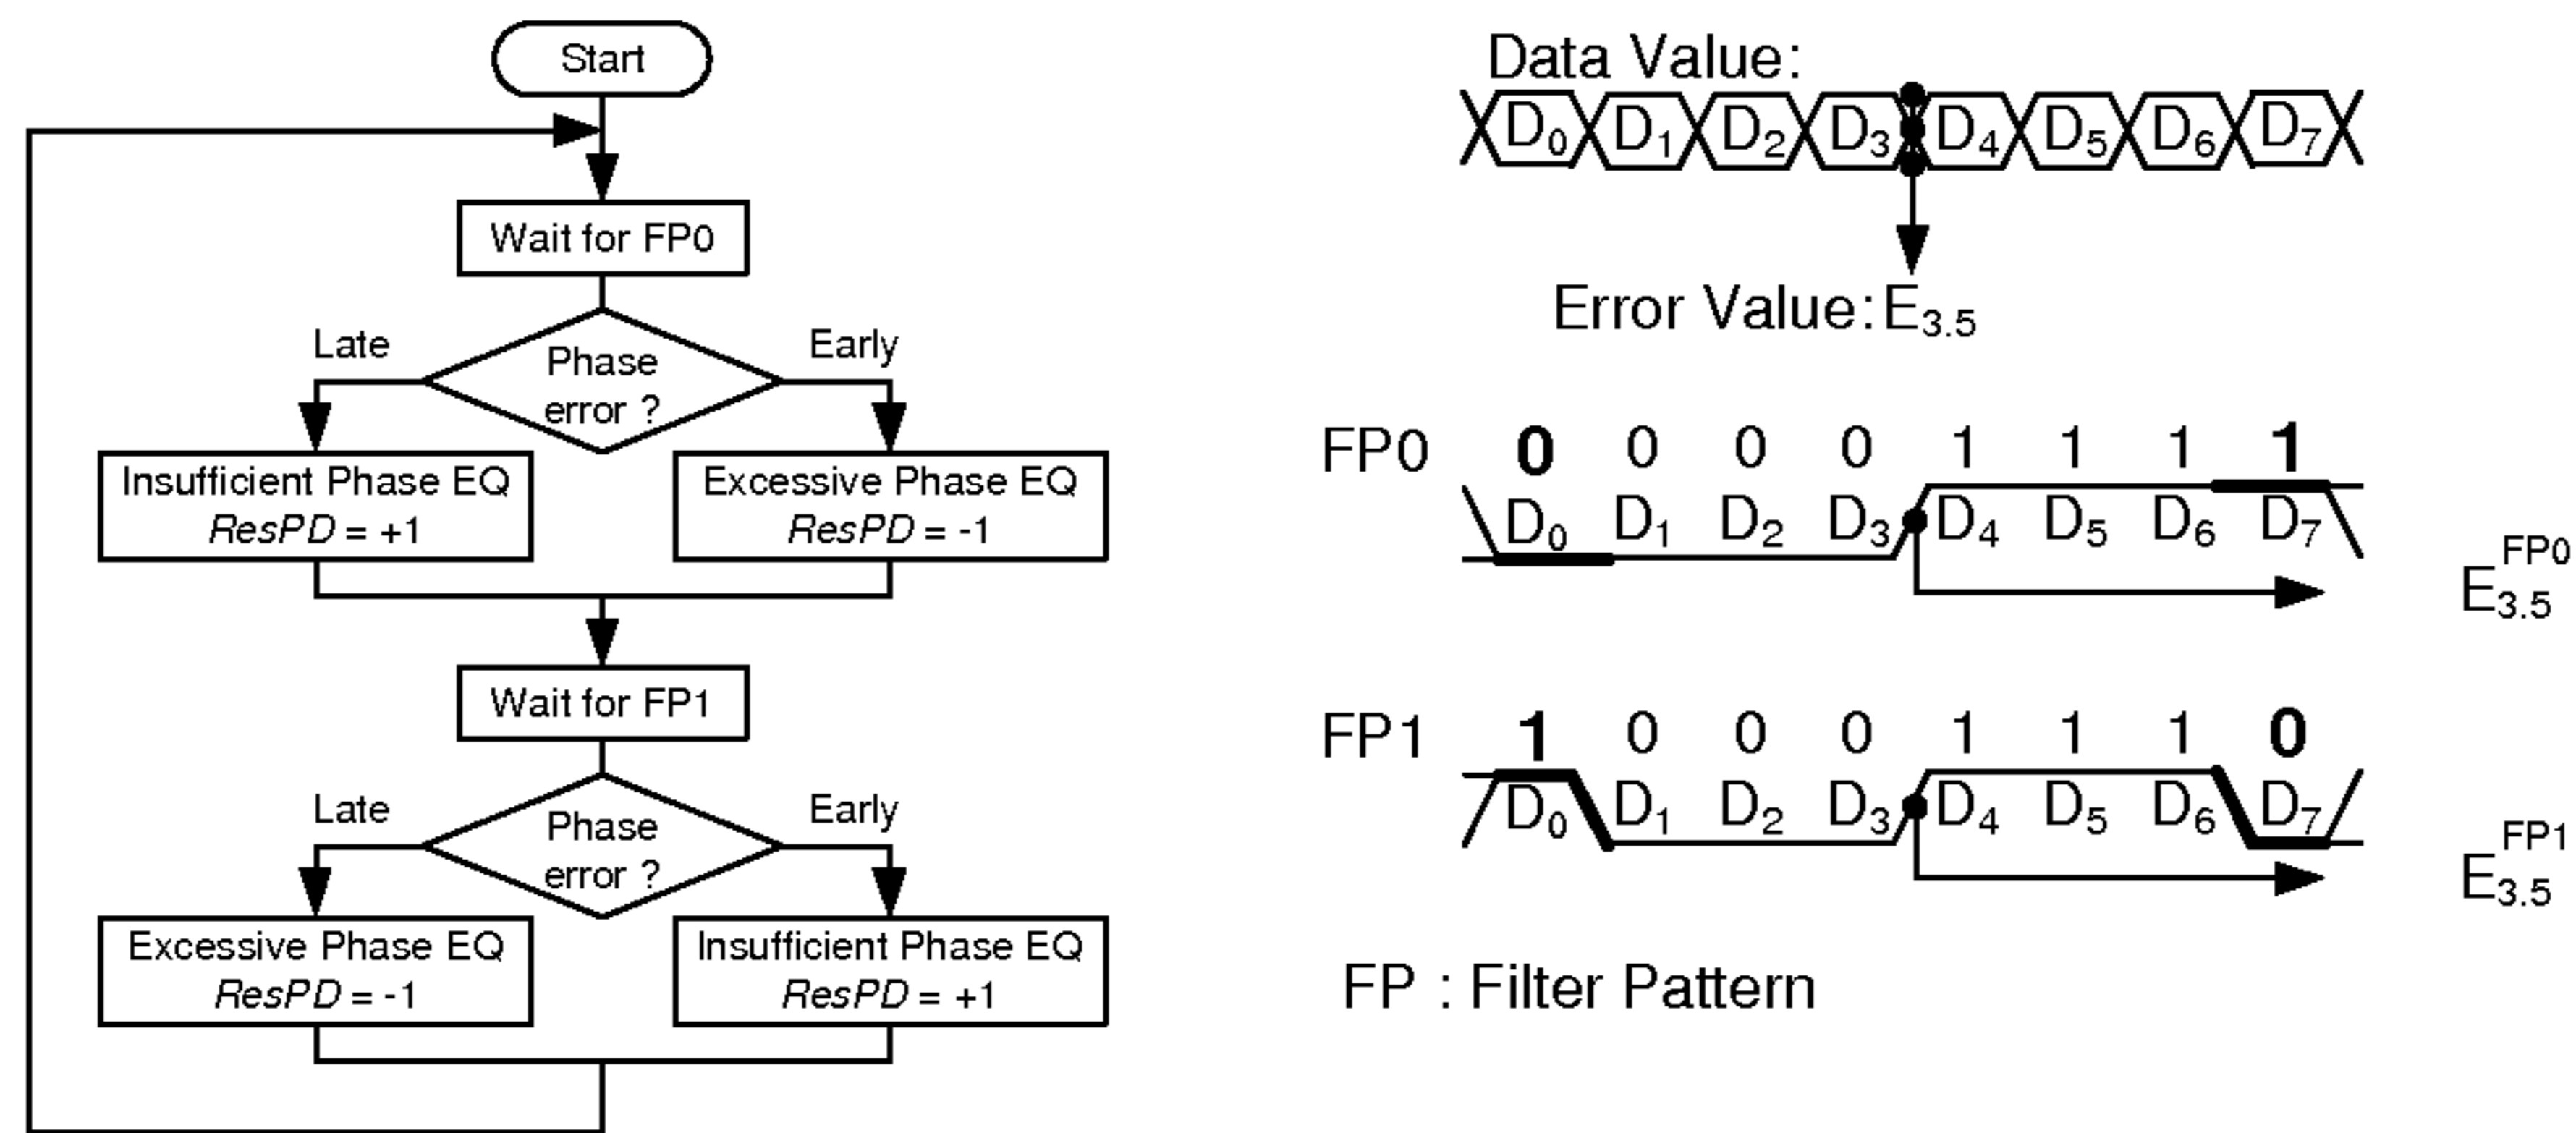 Start
Wait for FP0
Late
Early
Phase
error ?
Insufficient Phase EQ
ResPD = +1
Excessive Phase EQ
ResPD = -1
Wait for FP1
Late
Early
Phase
error ?
Excessive Phase EQ
ResPD = -1
Insufficient Phase EQ
ResPD = +1
Data Value:
D0 D1 D2 D3 D4 D5 D6 D7
Error Value: E3.5
FP0 0 0 0 0 1 1 1 1
D0 D1 D2 D3 D4 D5 D6 D7
E3.5 FP0
FP1 1 0 0 0 1 1 1 0
D0 D1 D2 D3 D4 D5 D6 D7
E3.5 FP1
FP : Filter Pattern